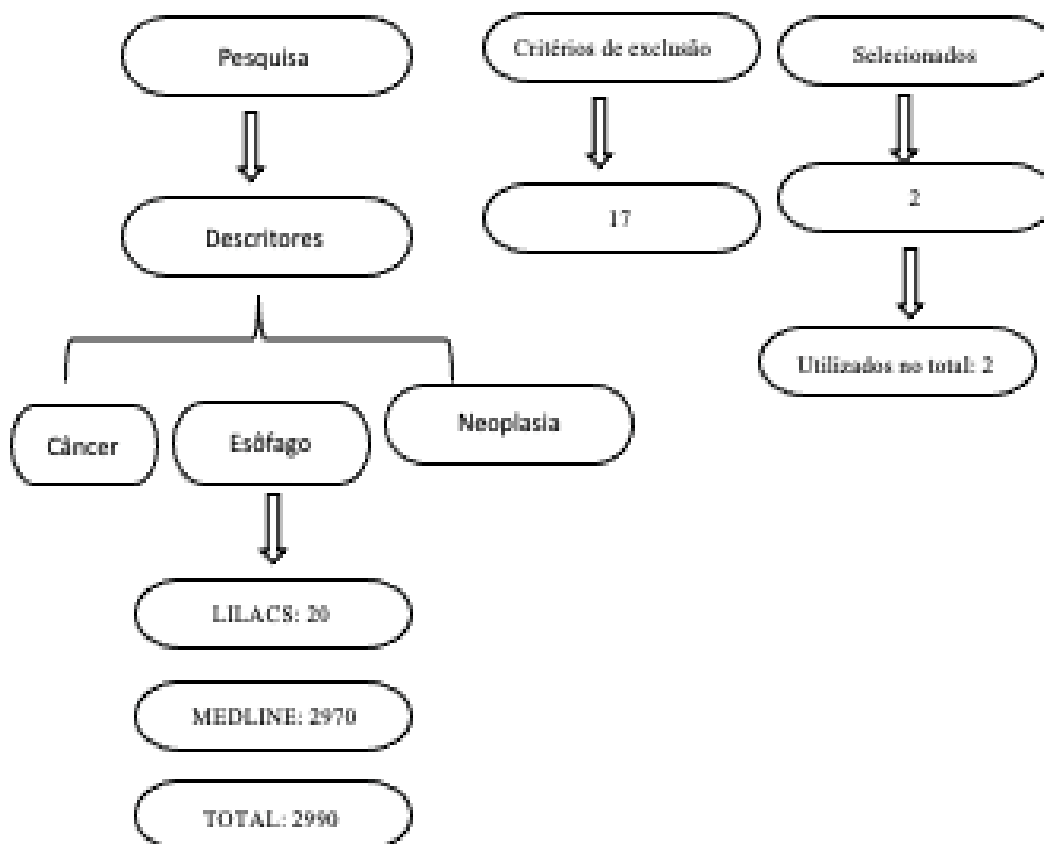 Pesquisa
Descritores
Câncer
Esôfago
Neoplasia
LILACS: 20
MEDLINE: 2970
TOTAL: 2990
Critérios de exclusão
17
Selecionados
2
Utilizados no total: 2